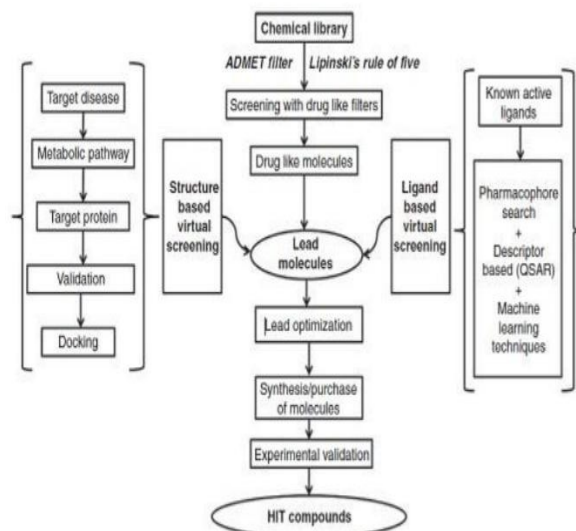 Chemical library
ADMET filter
Lipinski's rule of five
Screening with drug like filters
Drug like molecules
Target disease
Metabolic pathway
Target protein
Validation
Docking
Structure
based
virtual
screening
Lead
molecules
Ligand
based
virtual
screening
Known active
ligands
Pharmacophore
search
+
Descriptor
based (QSAR)
+
Machine
learning
techniques
Lead optimization
Synthesis/purchase
of molecules
Experimental validation
HIT compounds